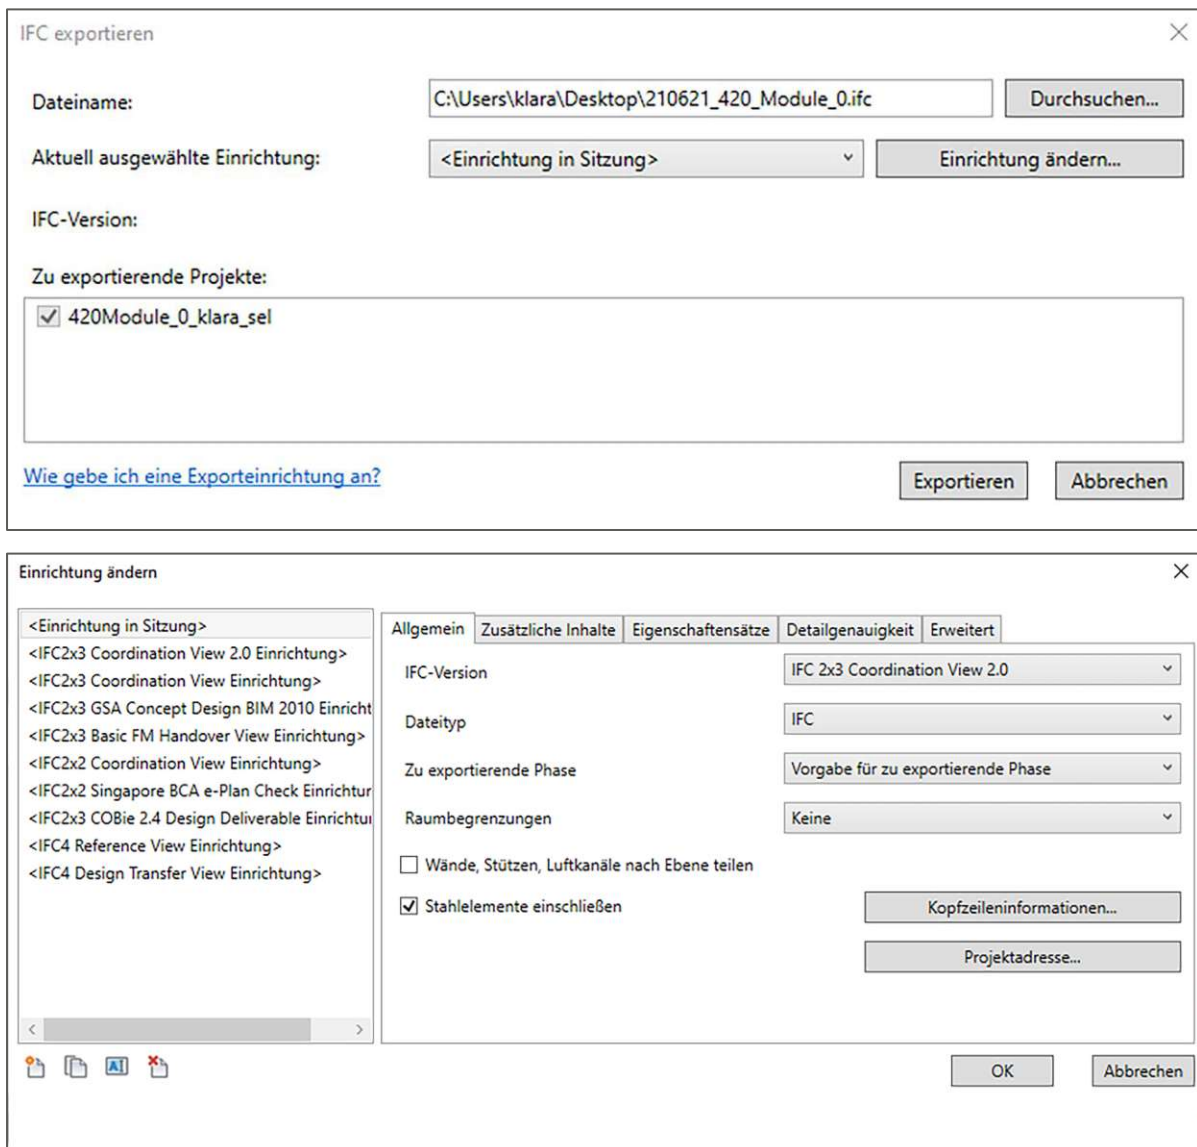 IFC exportieren
Dateiname:
C:\Users\klara\Desktop\210621_420_Module_0.ifc
Durchsuchen...
Aktuell ausgewählte Einrichtung:
<Einrichtung in Sitzung>
Einrichtung ändern...
IFC-Version:
Zu exportierende Projekte:
420Module_0_klara_sel
Wie gebe ich eine Exporteinrichtung an?
Exportieren
Abbrechen
Einrichtung ändern
<Einrichtung in Sitzung>
<IFC2x3 Coordination View 2.0 Einrichtung>
<IFC2x3 Coordination View Einrichtung>
<IFC2x3 GSA Concept Design BIM 2010 Einricht
<IFC2x3 Basic FM Handover View Einrichtung>
<IFC2x2 Coordination View Einrichtung>
<IFC2x2 Singapore BCA e-Plan Check Einrichtur
<IFC2x3 COBie 2.4 Design Deliverable Einrichtu
<IFC4 Reference View Einrichtung>
<IFC4 Design Transfer View Einrichtung>
Allgemein Zusätzliche Inhalte Eigenschaftensätze Detailgenauigkeit Erweitert
IFC-Version
IFC 2x3 Coordination View 2.0
Dateityp
IFC
Zu exportierende Phase
Vorgabe für zu exportierende Phase
Raumbegrenzungen
Keine
Wände, Stützen, Luftkanäle nach Ebene teilen
Stahlelemente einschließen
Kopfzeileninformationen...
Projektadresse...
OK
Abbrechen